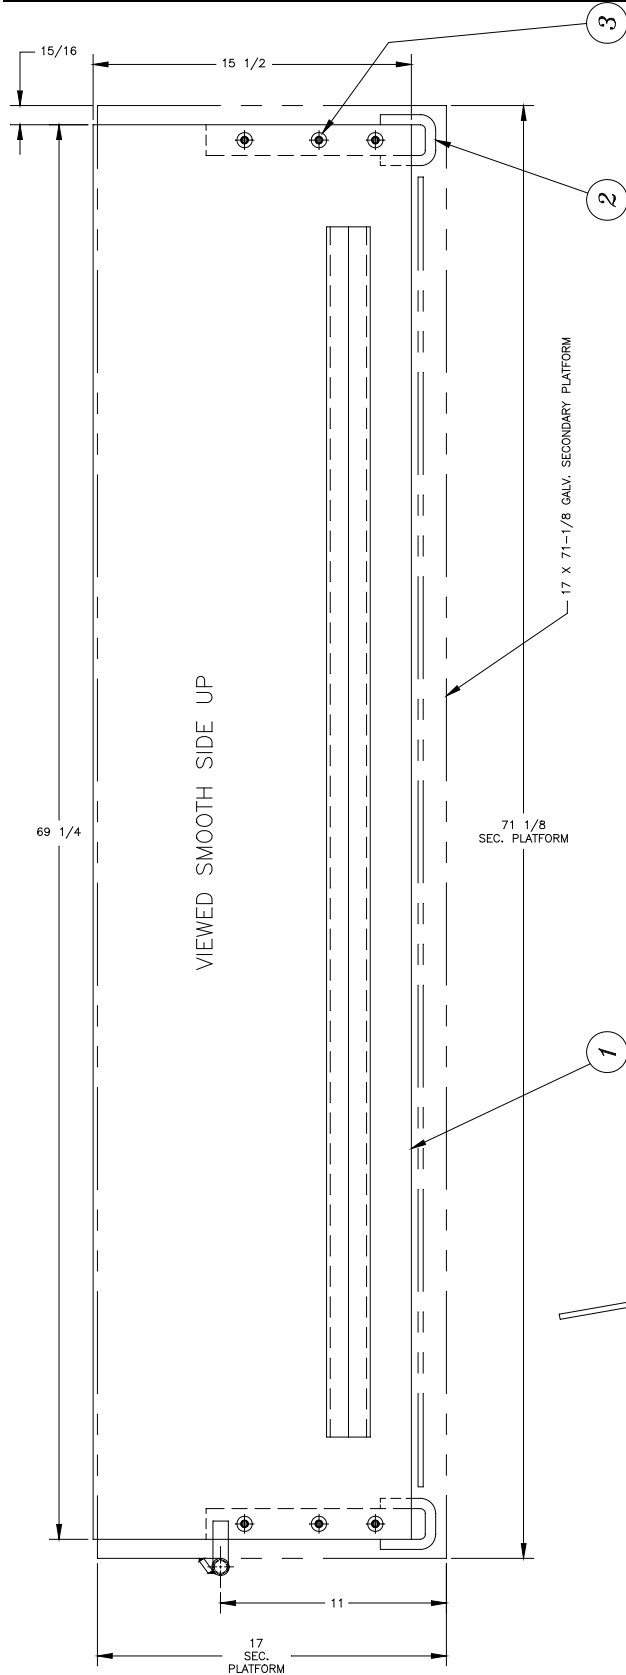 3
15/16
15 1/2
2
17 X 71-1/8 GALV. SECONDARY PLATFORM
VIEWED SMOOTH SIDE UP
69 1/4
71 1/8
SEC. PLATFORM
1
11
17
SEC.
PLATFORM